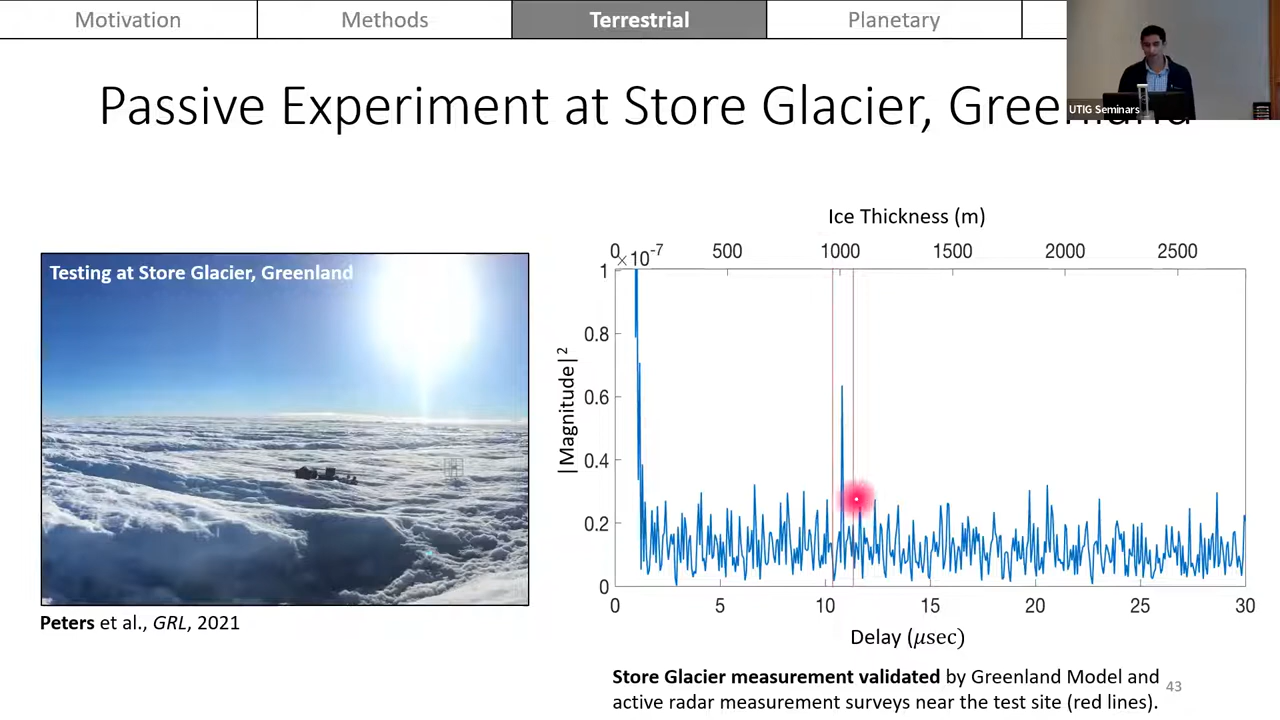 Motivation
Methods
Terrestrial
Planetary
UTIG Seminars
Passive Experiment at Store Glacier,
Testing at Store Glacier, Greenland
Peters et al., GRL, 2021
Ice Thickness (m)
0 500 1000 1500 2000 2500
×10⁻⁷
1
0.8
0.6
0.4
0.2
0
|Magnitude|²
0 5 10 15 20 25 30
Delay (μsec)
Store Glacier measurement validated by Greenland Model and
active radar measurement surveys near the test site (red lines).
43